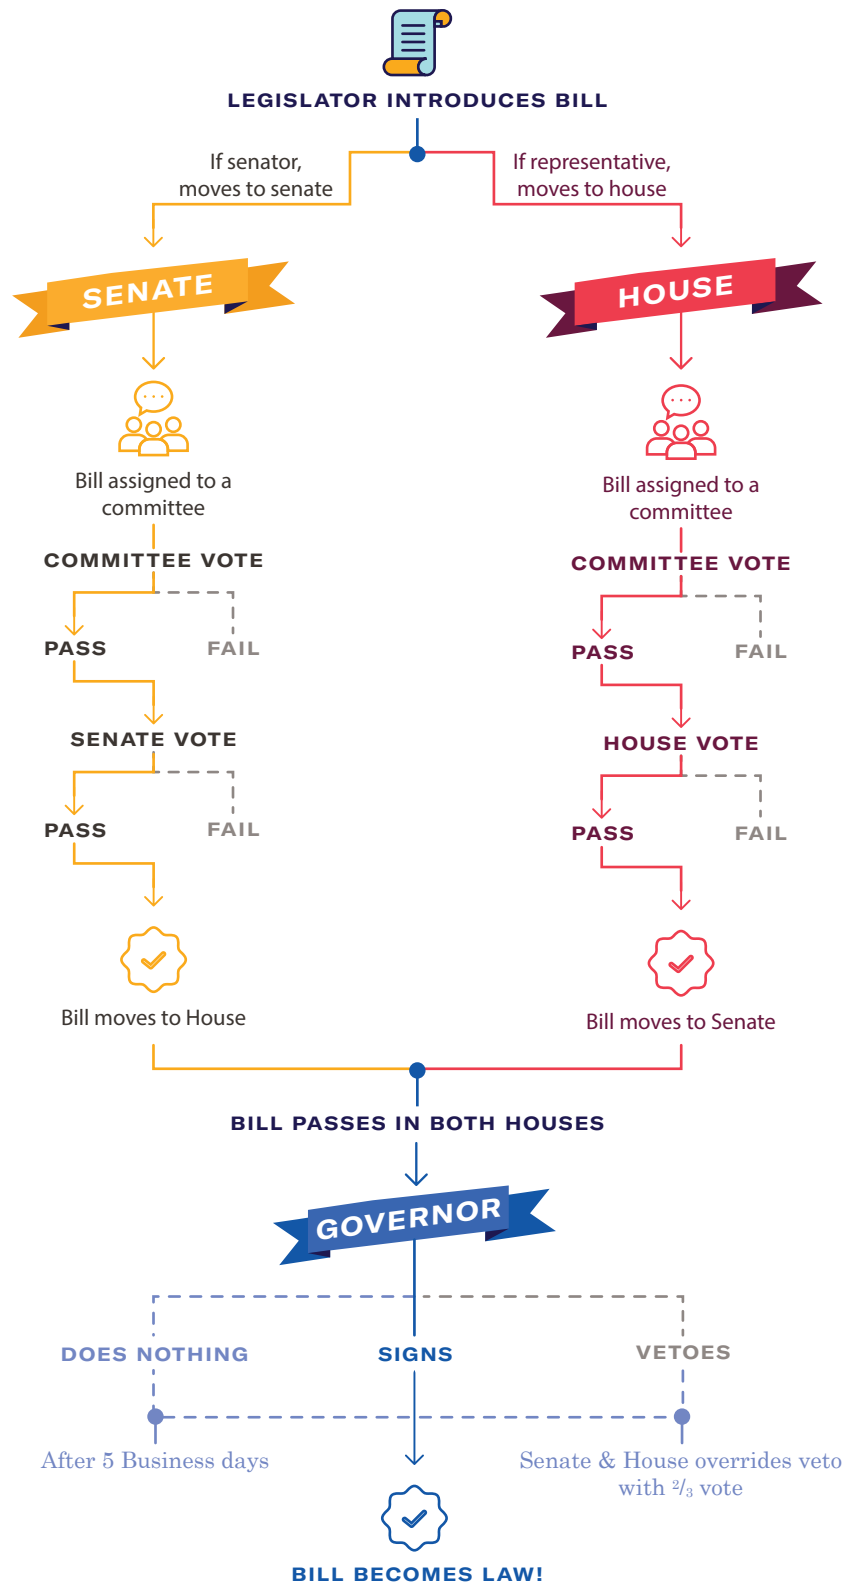 LEGISLATOR INTRODUCES BILL
If senator,
moves to senate
If representative,
moves to house
SENATE
HOUSE
Bill assigned to a
committee
Bill assigned to a
committee
COMMITTEE VOTE
COMMITTEE VOTE
PASS
FAIL
PASS
FAIL
SENATE VOTE
HOUSE VOTE
PASS
FAIL
PASS
FAIL
Bill moves to House
Bill moves to Senate
BILL PASSES IN BOTH HOUSES
GOVERNOR
DOES NOTHING
SIGNS
VETOES
After 5 Business days
Senate & House overrides veto
with 2/3 vote
BILL BECOMES LAW!